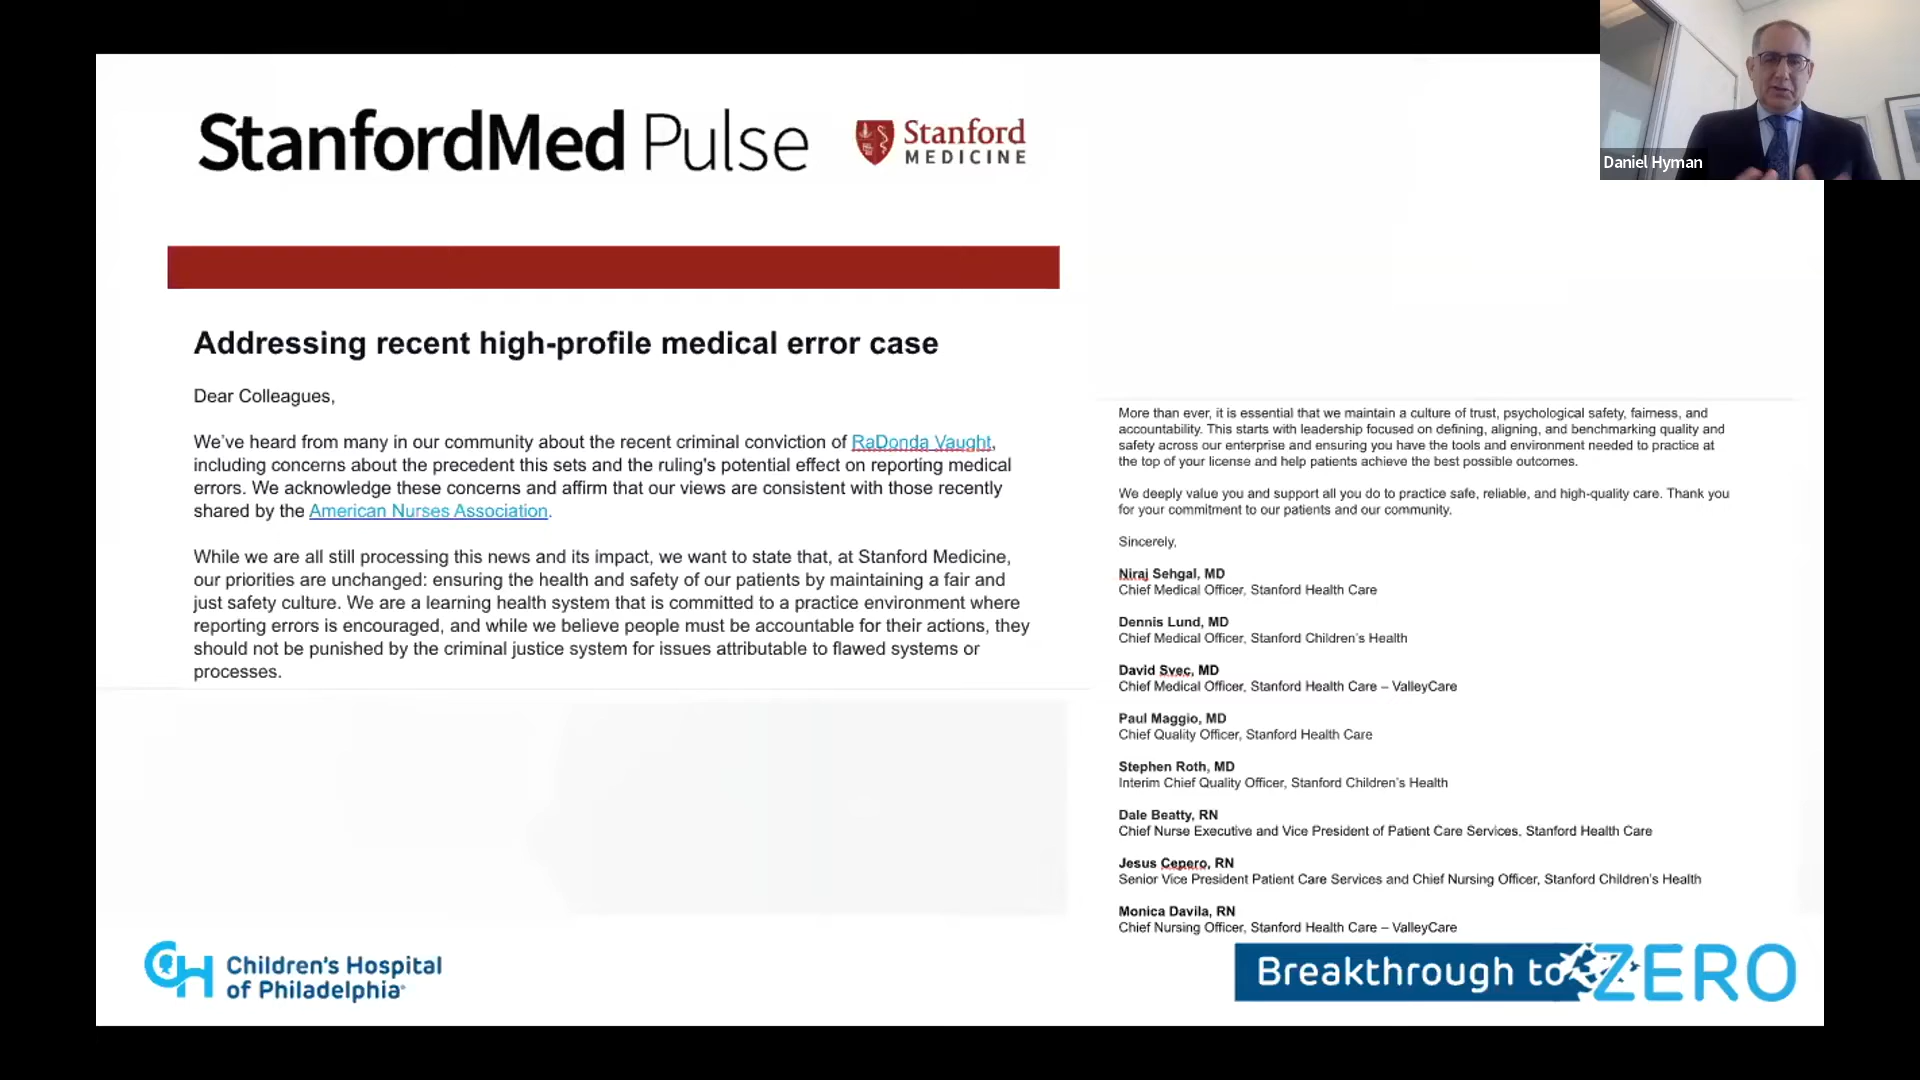 StanfordMed Pulse
Stanford
MEDICINE
Daniel Hyman
Addressing recent high-profile medical error case
Dear Colleagues,
We've heard from many in our community about the recent criminal conviction of RaDonda Vaught,
including concerns about the precedent this sets and the ruling's potential effect on reporting medical
errors. We acknowledge these concerns and affirm that our views are consistent with those recently
shared by the American Nurses Association.
While we are all still processing this news and its impact, we want to state that, at Stanford Medicine,
our priorities are unchanged: ensuring the health and safety of our patients by maintaining a fair and
just safety culture. We are a learning health system that is committed to a practice environment where
reporting errors is encouraged, and while we believe people must be accountable for their actions, they
should not be punished by the criminal justice system for issues attributable to flawed systems or
processes.
More than ever, it is essential that we maintain a culture of trust, psychological safety, fairness, and
accountability. This starts with leadership focused on defining, aligning, and benchmarking quality and
safety across our enterprise and ensuring you have the tools and environment needed to practice at
the top of your license and help patients achieve the best possible outcomes.
We deeply value you and support all you do to practice safe, reliable, and high-quality care. Thank you
for your commitment to our patients and our community.
Sincerely,
Niraj Sehgal, MD
Chief Medical Officer, Stanford Health Care
Dennis Lund, MD
Chief Medical Officer, Stanford Children's Health
David Svec, MD
Chief Medical Officer, Stanford Health Care – ValleyCare
Paul Maggio, MD
Chief Quality Officer, Stanford Health Care
Stephen Roth, MD
Interim Chief Quality Officer, Stanford Children's Health
Dale Beatty, RN
Chief Nurse Executive and Vice President of Patient Care Services, Stanford Health Care
Jesus Cepero, RN
Senior Vice President Patient Care Services and Chief Nursing Officer, Stanford Children's Health
Monica Davila, RN
Chief Nursing Officer, Stanford Health Care – ValleyCare
CH Children's Hospital
of Philadelphia
Breakthrough to ZERO